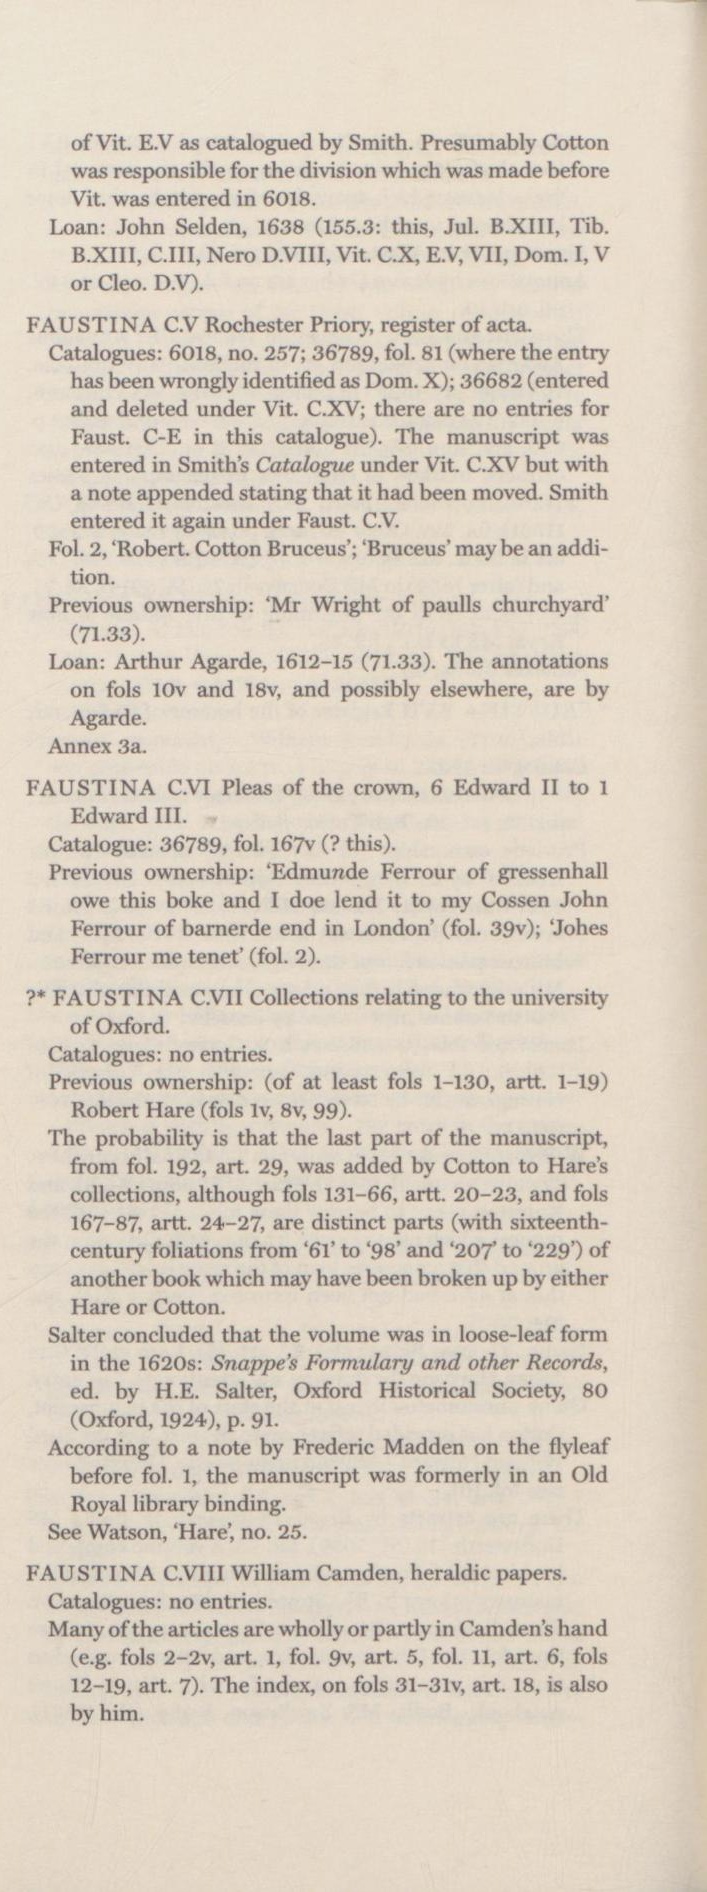 of Vit. E.V as catalogued by Smith. Presumably Cotton
was responsible for the division which was made before
Vit. was entered in 6018.
Loan: John Selden, 1638 (155.3: this, Jul. B.XIII, Tib.
B.XIII, C.III, Nero D.VIII, Vit. C.X, E.V, VII, Dom. I, V
or Cleo. D.V).
FAUSTINA C.V Rochester Priory, register of acta.
Catalogues: 6018, no. 257; 36789, fol. 81 (where the entry
has been wrongly identified as Dom. X); 36682 (entered
and deleted under Vit. C.XV; there are no entries for
Faust. C-E in this catalogue). The manuscript was
entered in Smith's Catalogue under Vit. C.XV but with
a note appended stating that it had been moved. Smith
entered it again under Faust. C.V.
Fol. 2, 'Robert. Cotton Bruceus'; 'Bruceus' may be an addi-
tion.
Previous ownership: 'Mr Wright of paulls churchyard'
(71.33).
Loan: Arthur Agarde, 1612–15 (71.33). The annotations
on fols 10v and 18v, and possibly elsewhere, are by
Agarde.
Annex 3a.
FAUSTINA C.VI Pleas of the crown, 6 Edward II to 1
Edward III.
Catalogue: 36789, fol. 167v (? this).
Previous ownership: 'Edmunde Ferrour of gressenhall
owe this boke and I doe lend it to my Cossen John
Ferrour of barnerde end in London' (fol. 39v); 'Johes
Ferrour me tenet' (fol. 2).
?* FAUSTINA C.VII Collections relating to the university
of Oxford.
Catalogues: no entries.
Previous ownership: (of at least fols 1–130, artt. 1–19)
Robert Hare (fols 1v, 8v, 99).
The probability is that the last part of the manuscript,
from fol. 192, art. 29, was added by Cotton to Hare's
collections, although fols 131–66, artt. 20–23, and fols
167–87, artt. 24–27, are distinct parts (with sixteenth-
century foliations from '61' to '98' and '207' to '229') of
another book which may have been broken up by either
Hare or Cotton.
Salter concluded that the volume was in loose-leaf form
in the 1620s: Snappe's Formulary and other Records,
ed. by H.E. Salter, Oxford Historical Society, 80
(Oxford, 1924), p. 91.
According to a note by Frederic Madden on the flyleaf
before fol. 1, the manuscript was formerly in an Old
Royal library binding.
See Watson, 'Hare', no. 25.
FAUSTINA C.VIII William Camden, heraldic papers.
Catalogues: no entries.
Many of the articles are wholly or partly in Camden's hand
(e.g. fols 2–2v, art. 1, fol. 9v, art. 5, fol. 11, art. 6, fols
12–19, art. 7). The index, on fols 31–31v, art. 18, is also
by him.